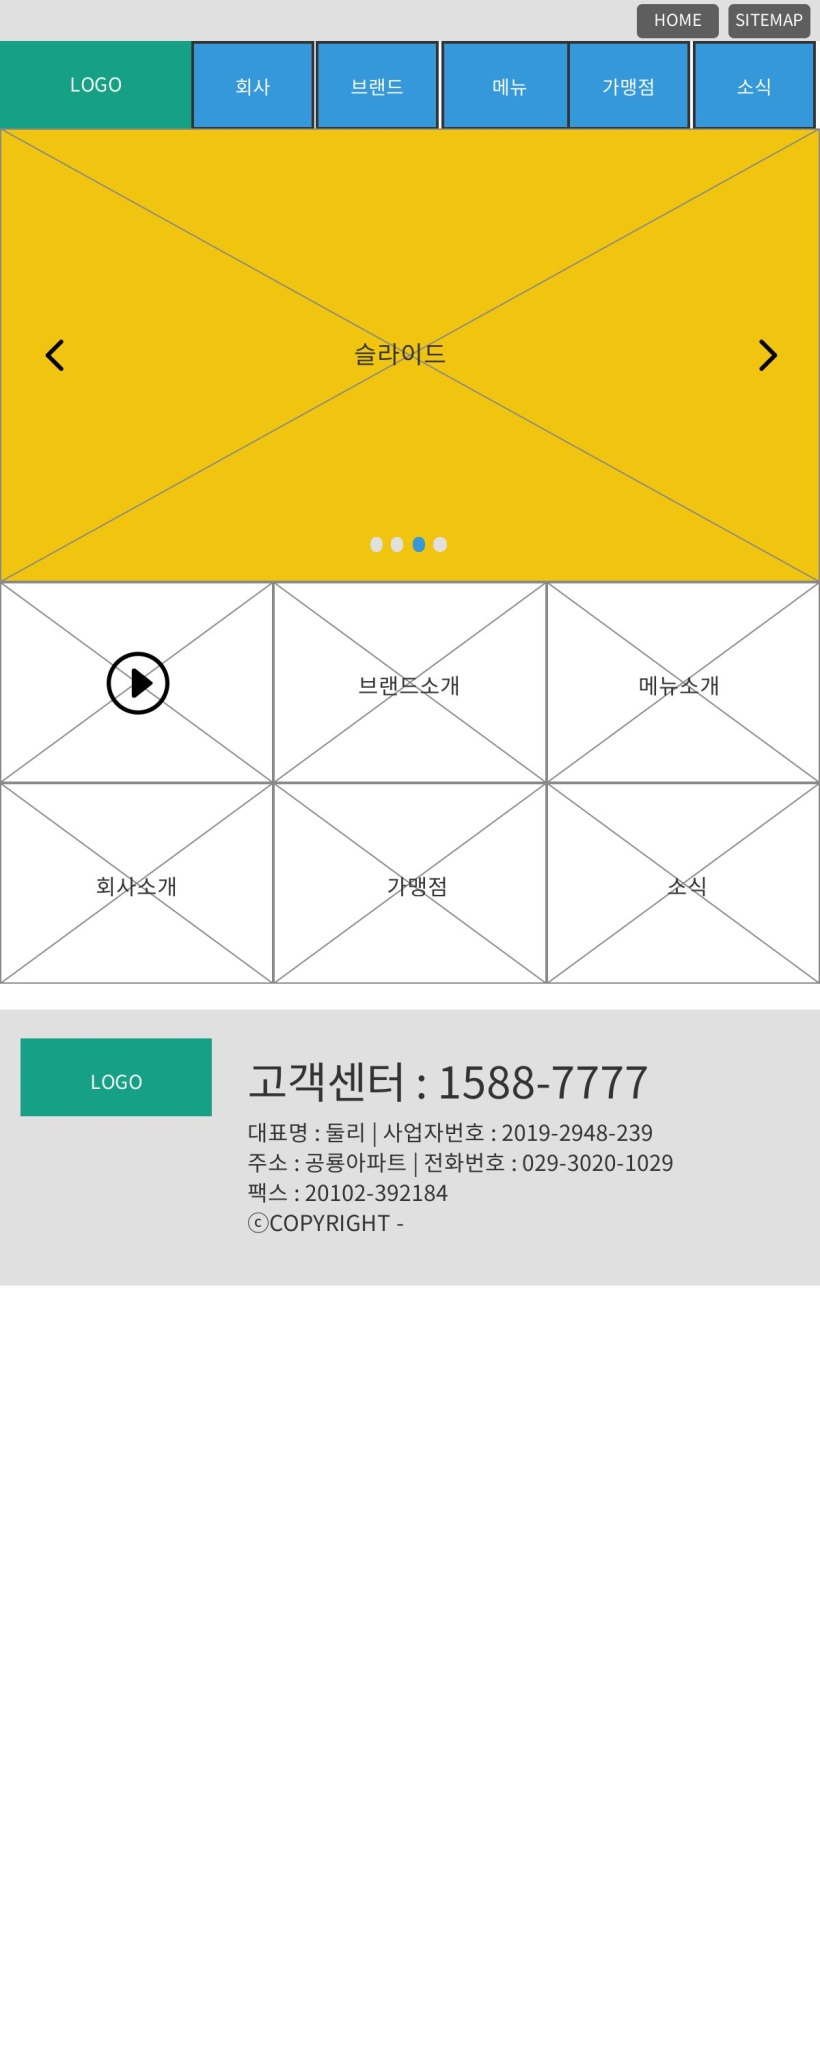 HOME SITEMAP
LOGO 회사 브랜드 메뉴 가맹점 소식
슬라이드
브랜드소개 메뉴소개
회사소개 가맹점 소식
LOGO
고객센터 : 1588-7777
대표명 : 둘리 | 사업자번호 : 2019-2948-239
주소 : 공룡아파트 | 전화번호 : 029-3020-1029
팩스 : 20102-392184
ⓒCOPYRIGHT -